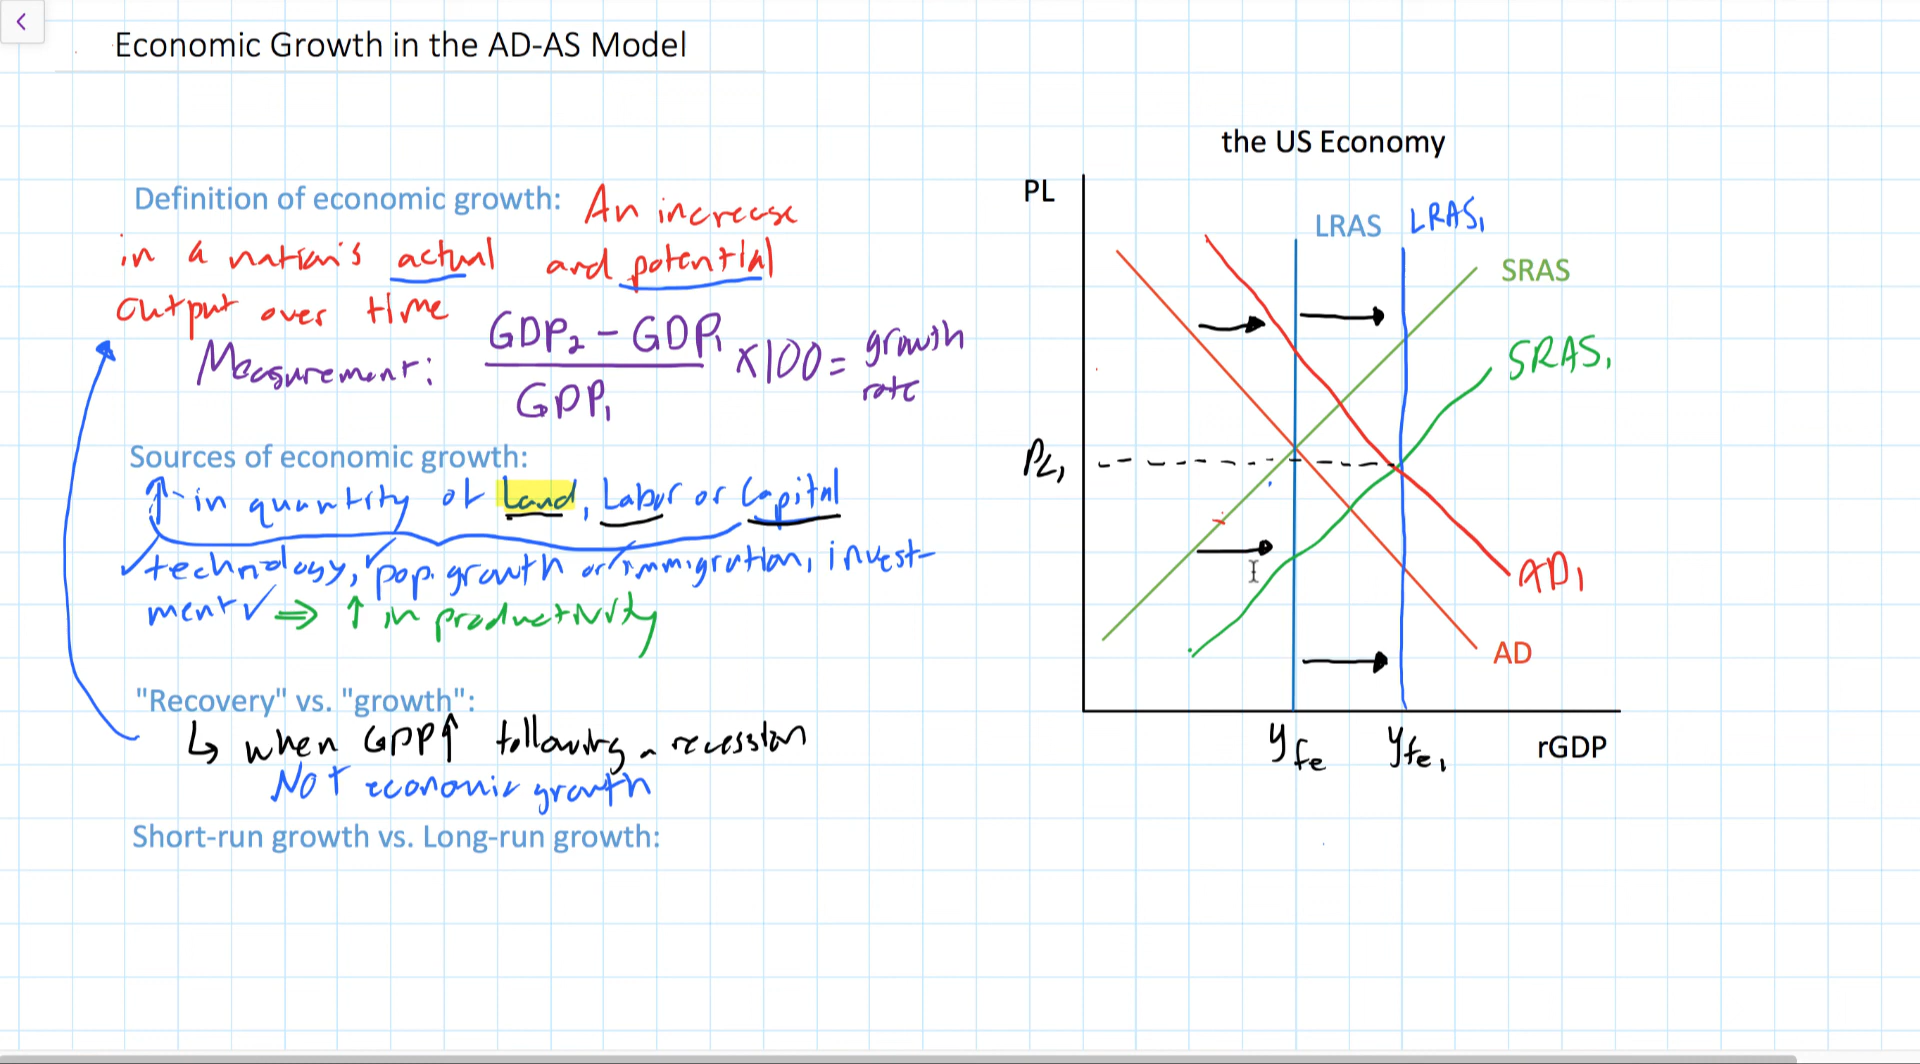 Economic Growth in the AD-AS Model
Definition of economic growth: An increase
in a nation's actual and potential
output over time
Measurement: GDP₂ - GDP₁
GDP₁
x100 = growth
rate
Sources of economic growth:
↑ in quantity of Land, Labor or Capital
✓technology, ✓pop. growth or ✓immigration, invest-
ment ✓ ⇒ ↑ in productivity
"Recovery" vs. "growth":
↳ when GDP↑ following a recession
NOT economic growth
Short-run growth vs. Long-run growth:
the US Economy
PL
LRAS LRAS₁
SRAS
SRAS₁
PL₁
AD₁
AD
Yfe Yfe₁ rGDP